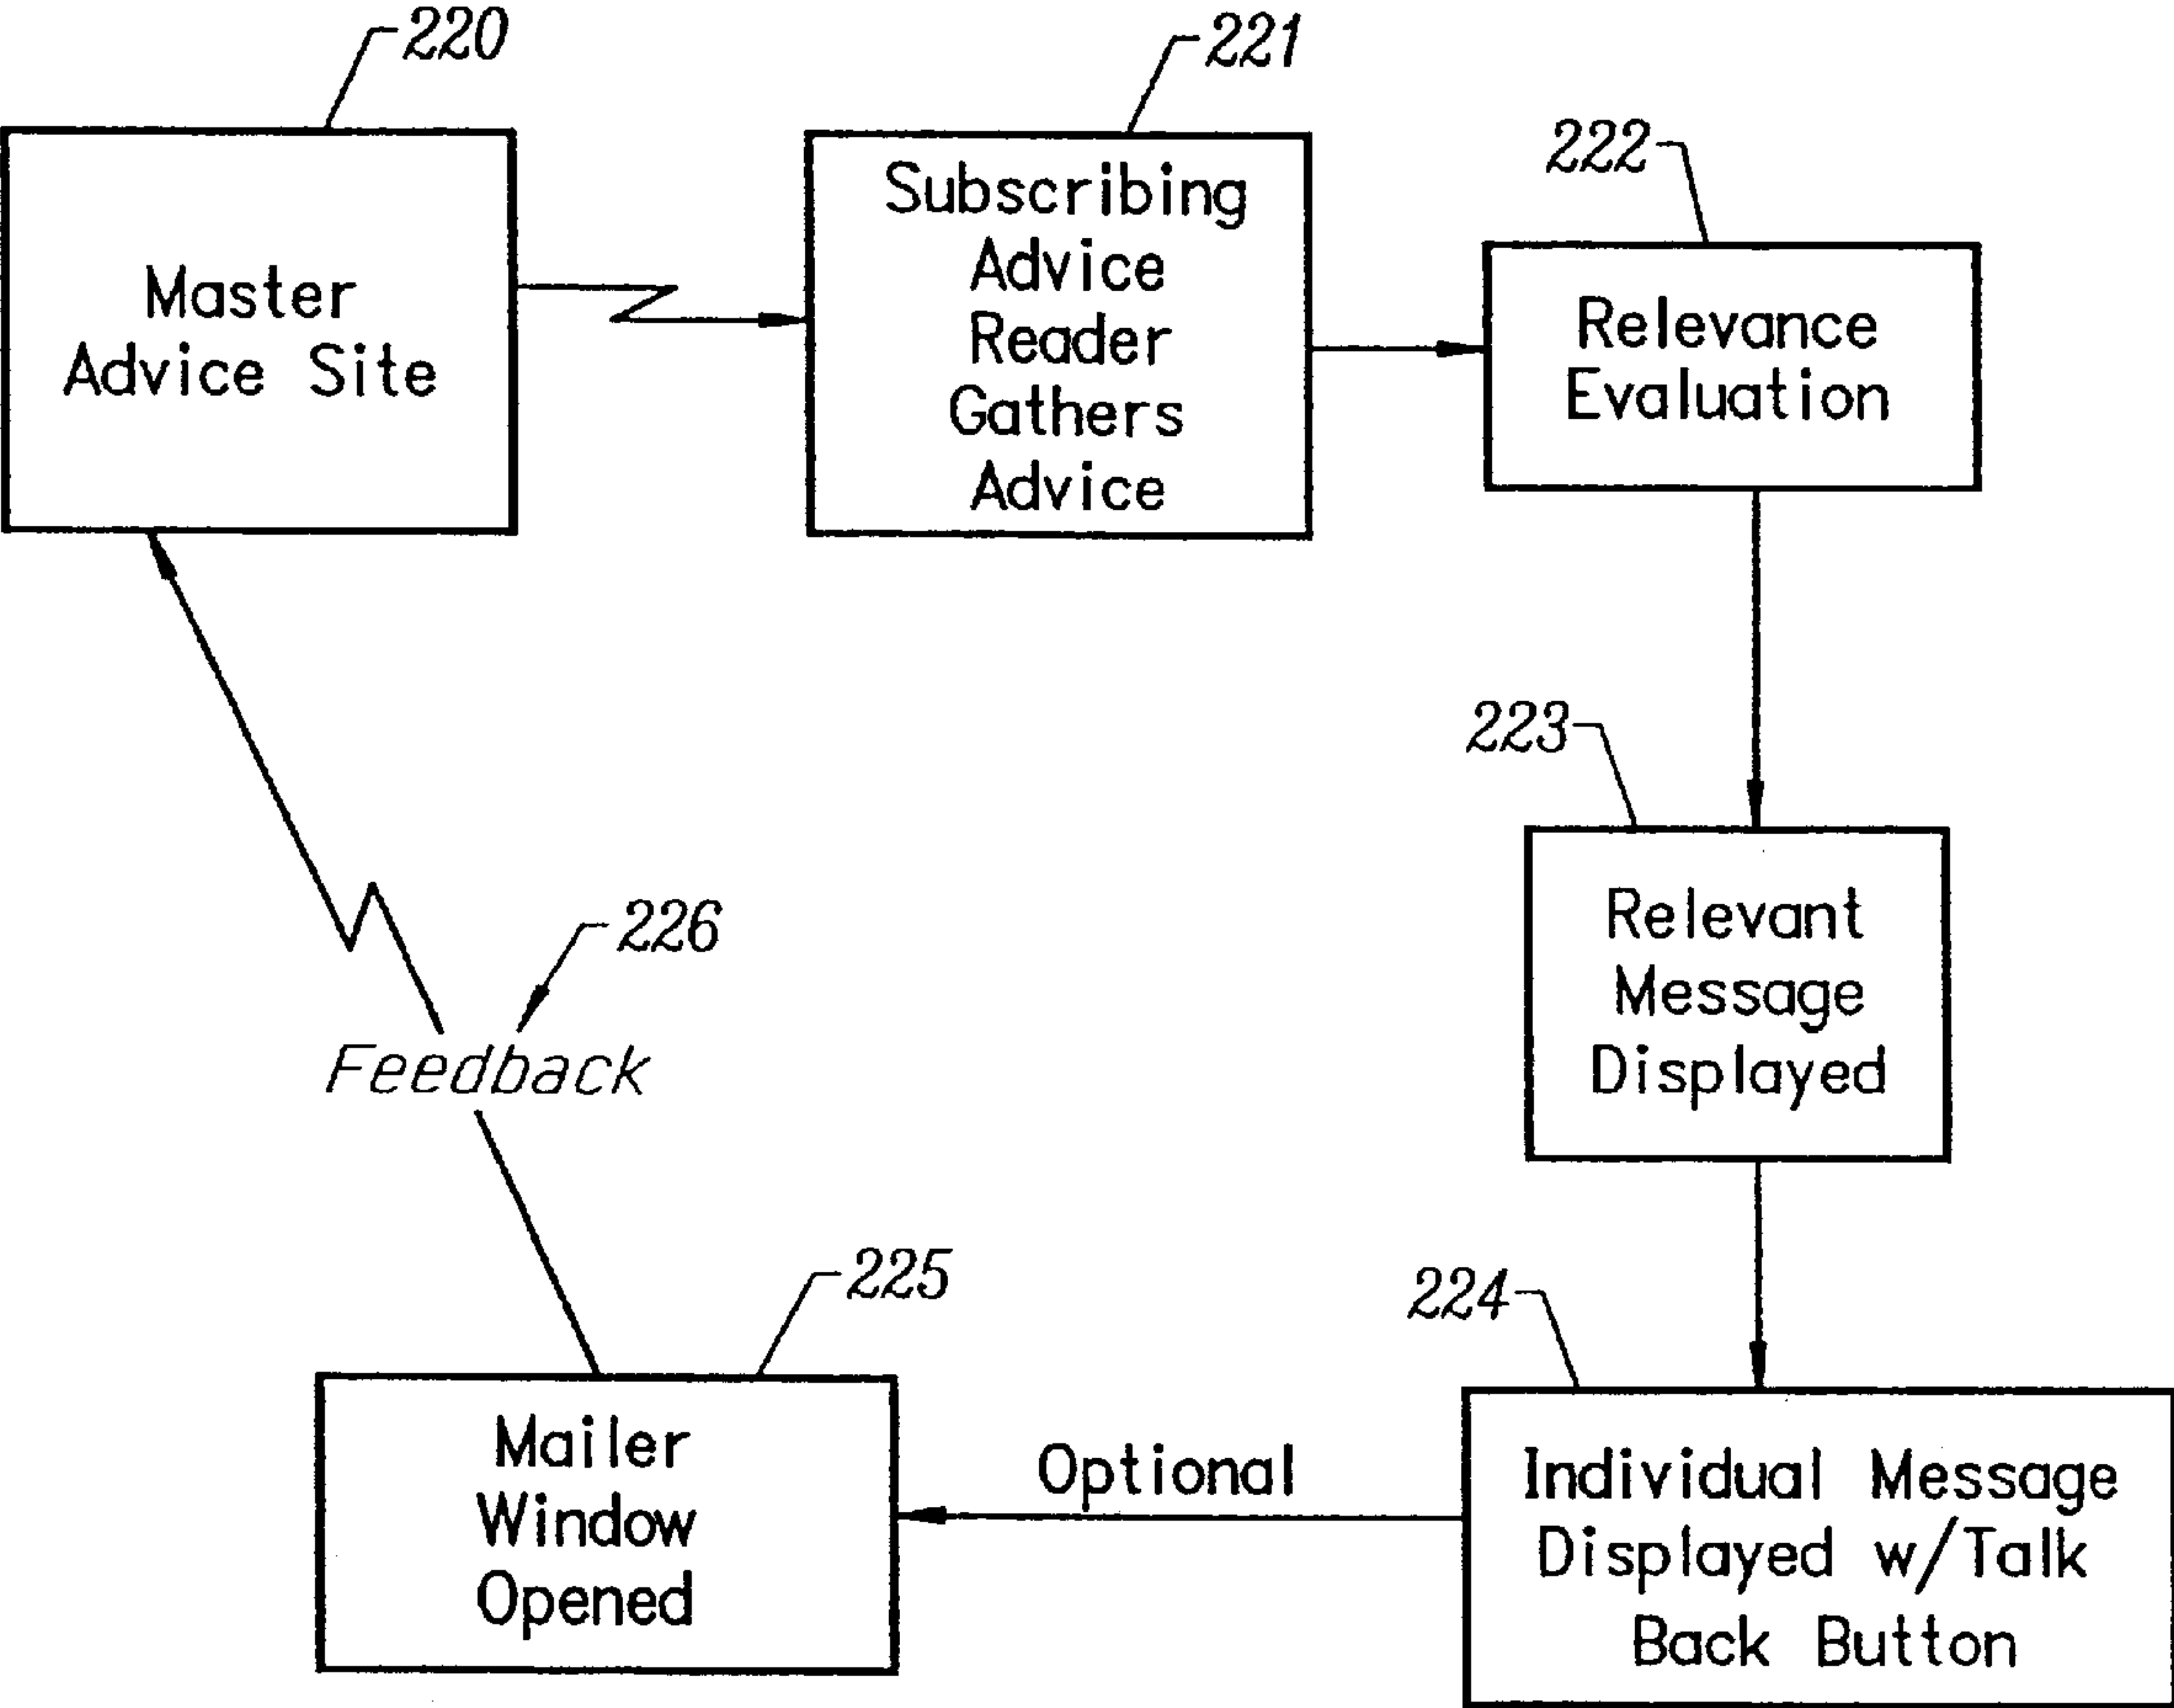 220
Master
Advice Site
221
Subscribing
Advice
Reader
Gathers
Advice
222
Relevance
Evaluation
223
Relevant
Message
Displayed
224
Individual Message
Displayed w/Talk
Back Button
Optional
225
Mailer
Window
Opened
226
Feedback